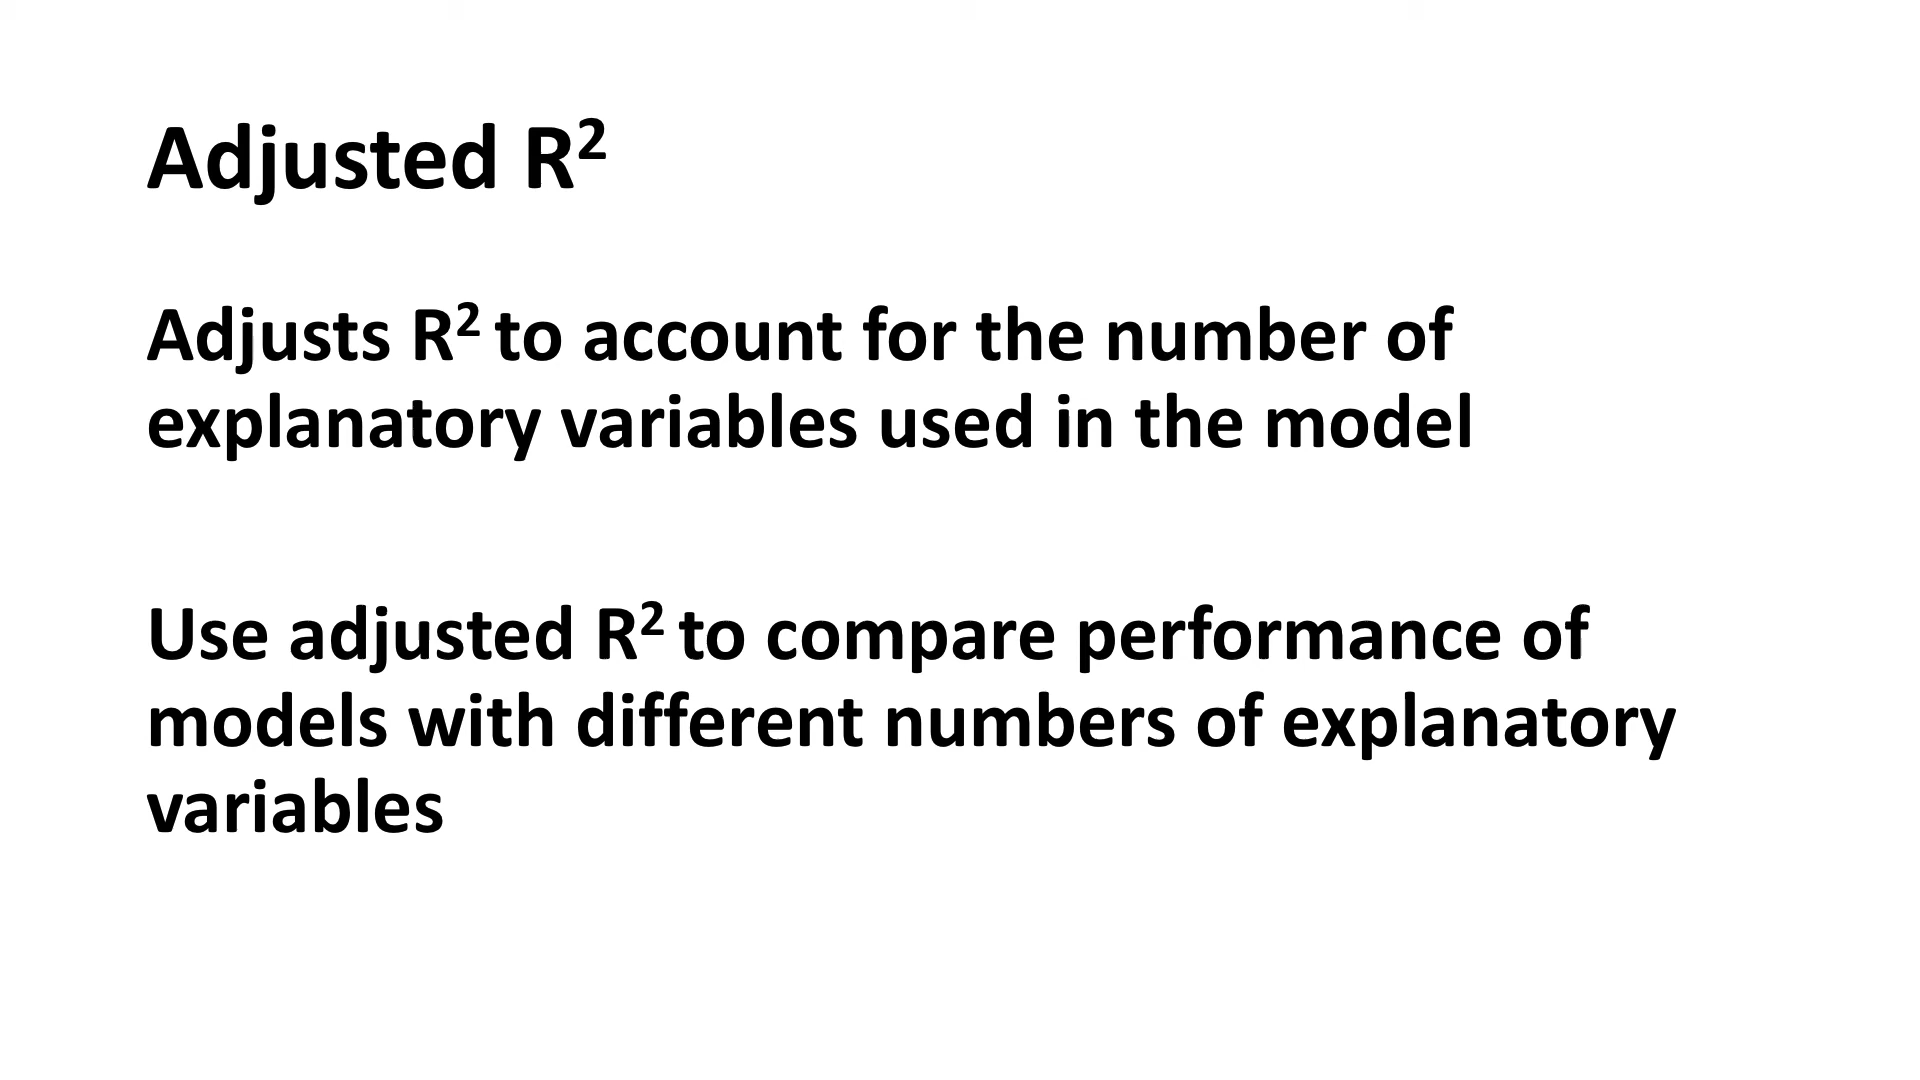 Adjusted R²
Adjusts R² to account for the number of
explanatory variables used in the model
Use adjusted R² to compare performance of
models with different numbers of explanatory
variables